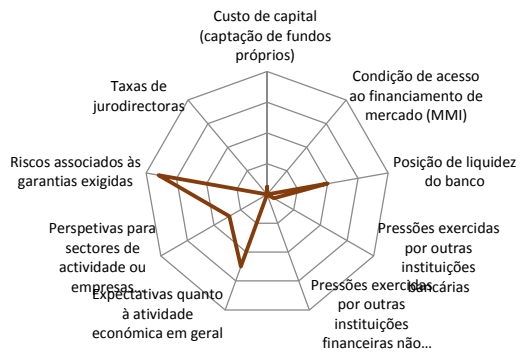 Custo de capital
(captação de fundos
próprios)
Condição de acesso
ao financiamento de
mercado (MMI)
Posição de liquidez
do banco
Pressões exercidas
por outras
instituições
bancárias
Pressões exercidas
por outras
instituições
financeiras não…
Expectativas quanto
à atividade
económica em geral
Perspetivas para
sectores de
actividade ou
empresas…
Riscos associados às
garantias exigidas
Taxas de
jurodirectoras